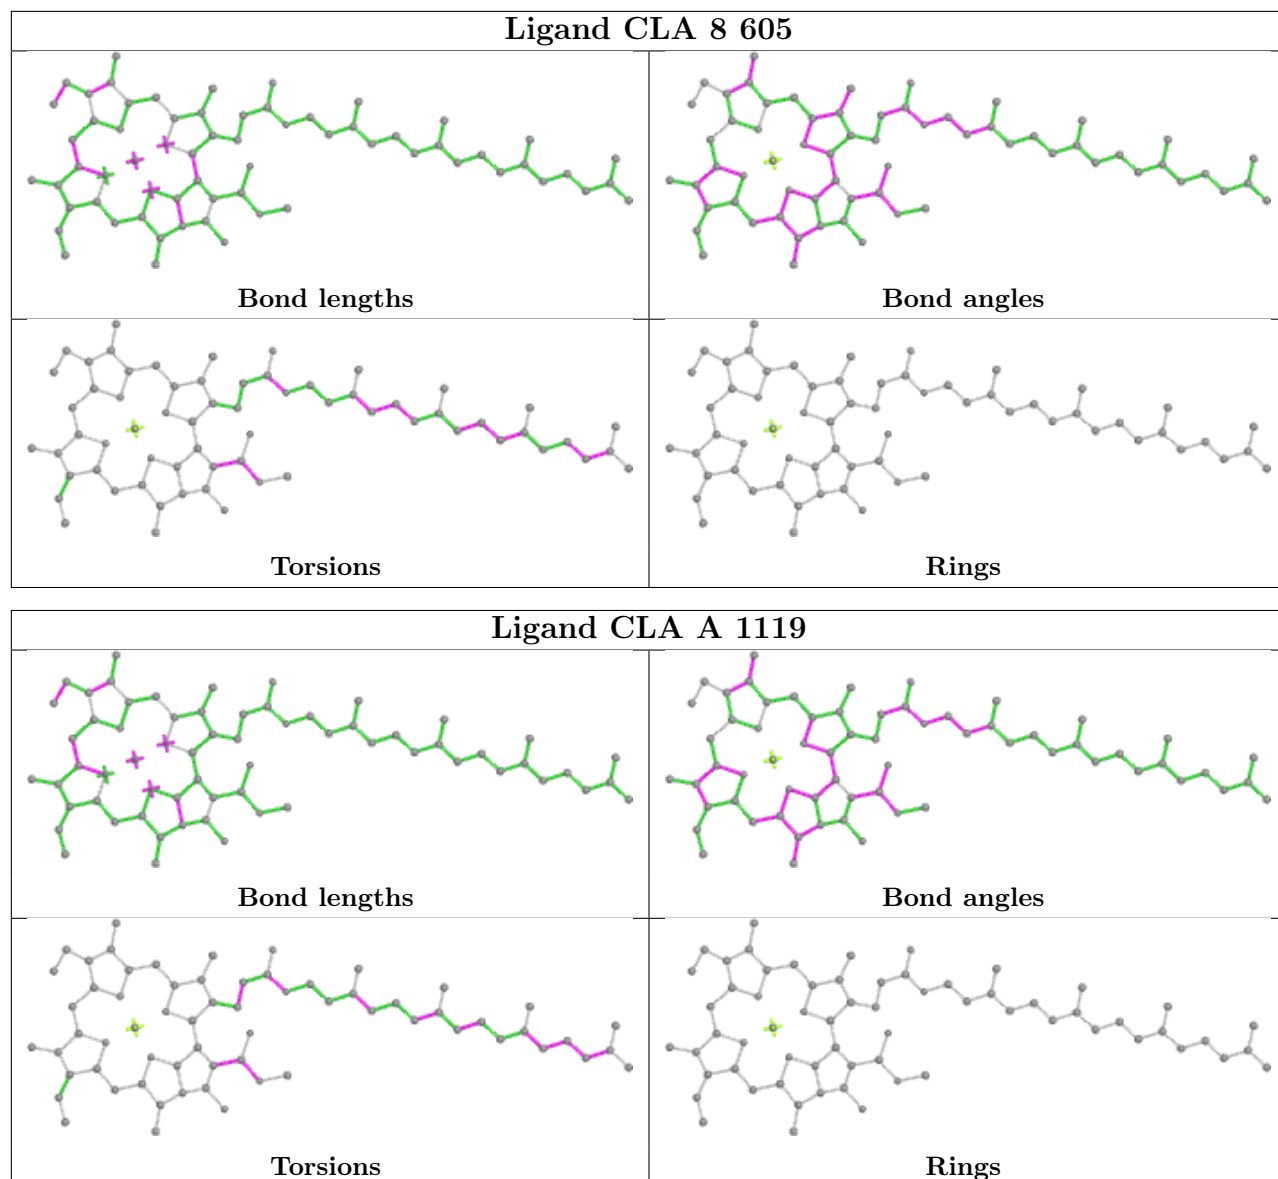 Ligand CLA 8 605
Bond lengths
Bond angles
Torsions
Rings
Ligand CLA A 1119
Bond lengths
Bond angles
Torsions
Rings